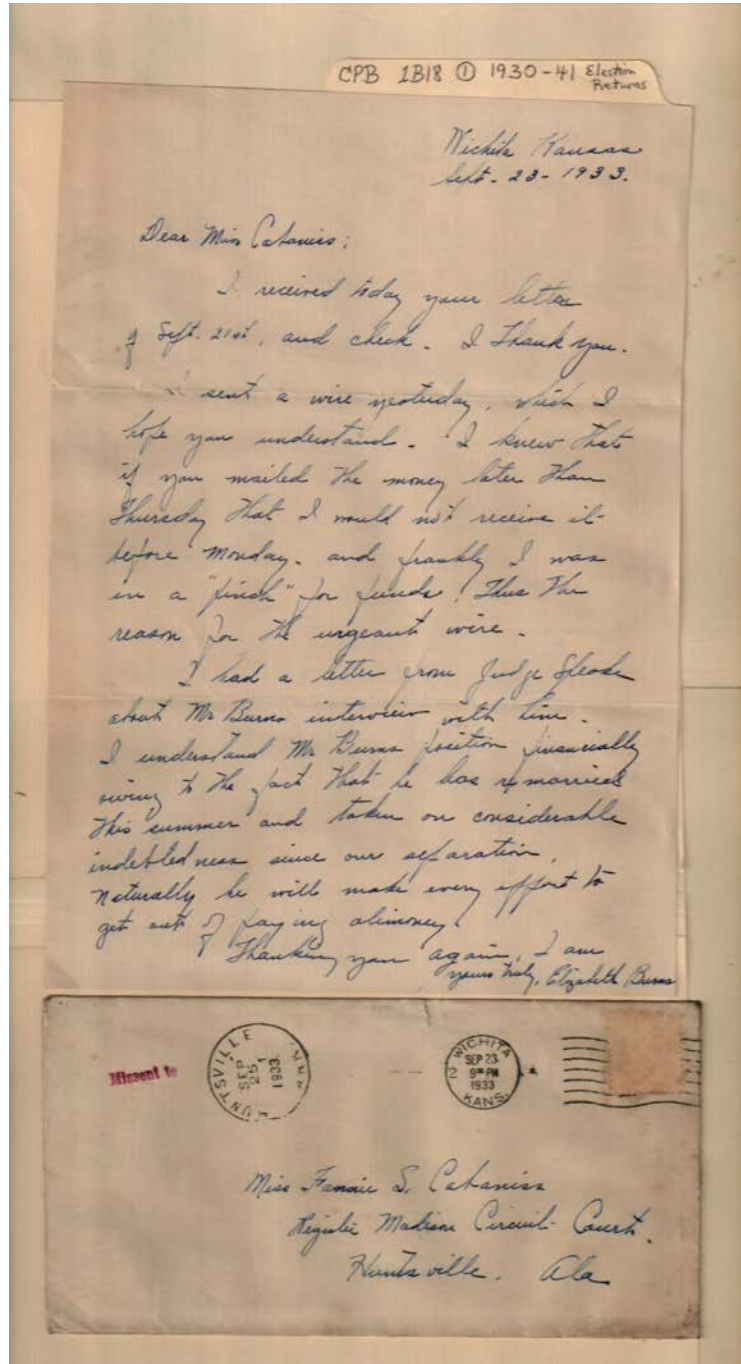 CPB 1B18 ① 1930-41 Election
Returns
Wichita Kansas
Sept. 23-1933.
Dear Miss Cabaniss;
I received today your letter
of Sept. 21st, and check. I Thank you.
I sent a wire yesterday, which I
hope you understand. I knew that
if you mailed the money later than
Thursday that I would not receive it
before Monday. and frankly I was
in a "pinch" for funds. Thus the
reason for the urgeant wire.
I had a letter from Judge
about Mr Burns interview with him.
I understand Mr Burns position financially
owing to the fact that he has remarried
this summer and taken on considerable
indebtedness since our separation.
Naturally he will make every effort to
get out of paying alimoney.
Thanking you again, I am
yours truly, Elizabeth Burns
Missent to
HUNTSVILLE
SEP
25
1933
WICHITA
SEP 23
9 PM
1933
KANS.
2
Miss Fannie S. Cabaniss
Register Madison Circuit Court.
Huntsville. Ala